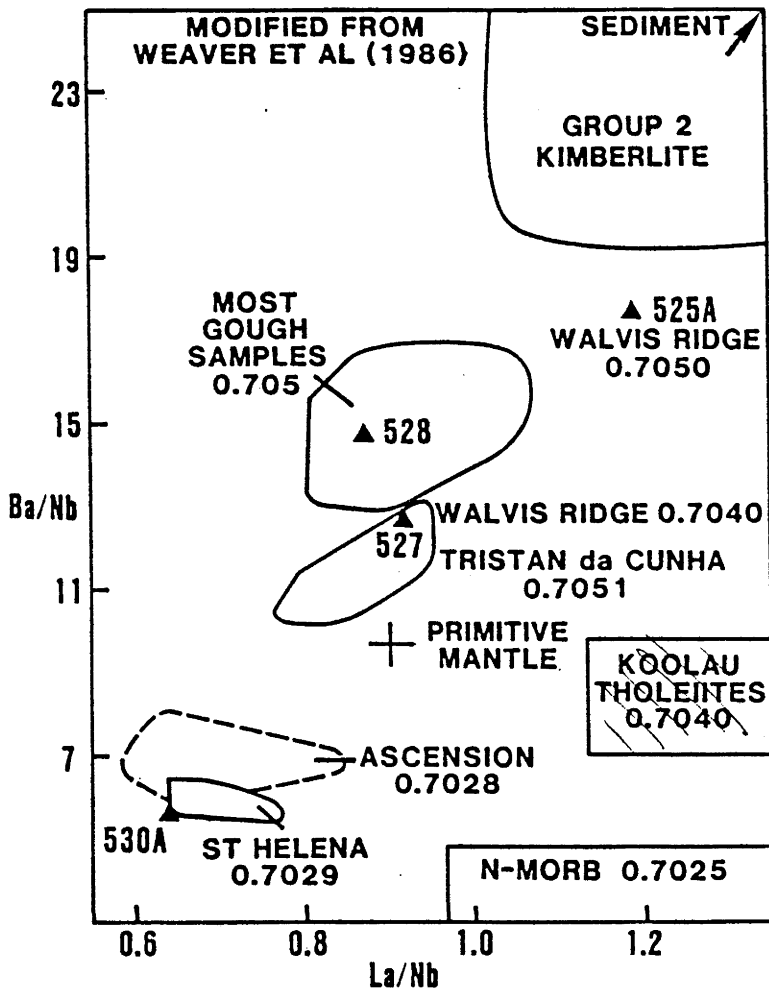 MODIFIED FROM
WEAVER ET AL (1986)
SEDIMENT
23
GROUP 2
KIMBERLITE
19
MOST
GOUGH
SAMPLES
0.705
525A
WALVIS RIDGE
0.7050
15
528
Ba/Nb
WALVIS RIDGE 0.7040
527
TRISTAN da CUNHA
0.7051
11
PRIMITIVE
MANTLE
KOOLAU
THOLEIITES
0.7040
7
ASCENSION
0.7028
530A
ST HELENA
0.7029
N-MORB 0.7025
0.6
0.8
1.0
1.2
La/Nb